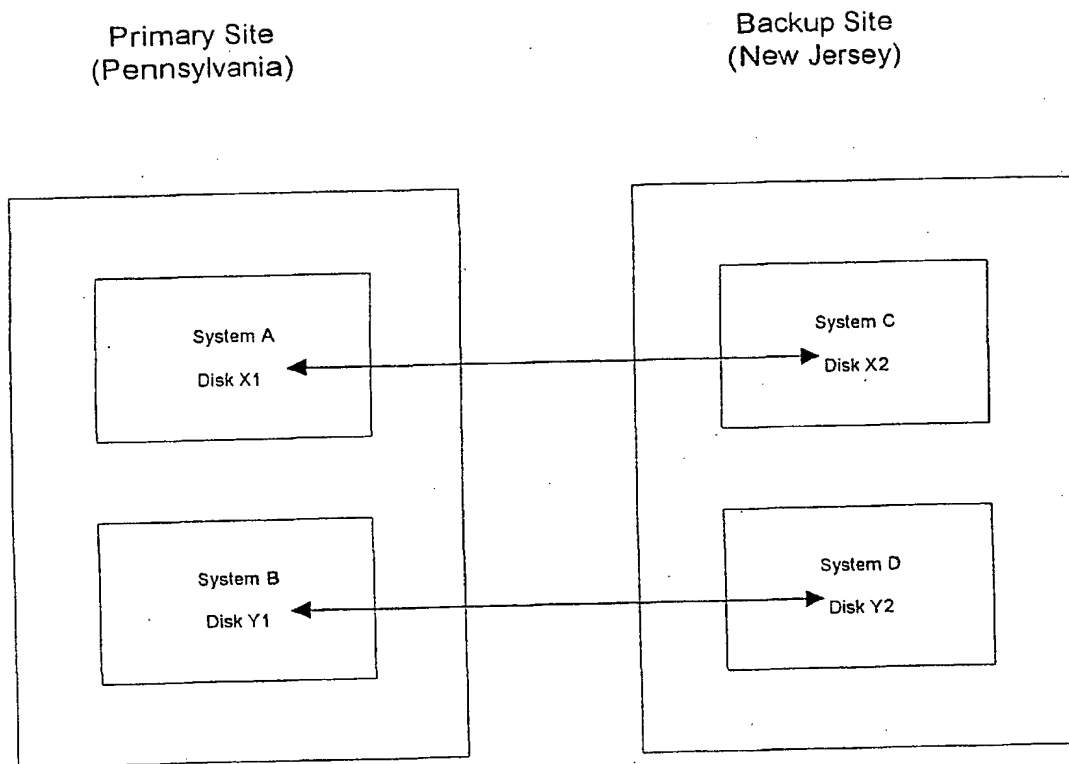 Primary Site
(Pennsylvania)
Backup Site
(New Jersey)
System A
Disk X1
System C
Disk X2
System B
Disk Y1
System D
Disk Y2